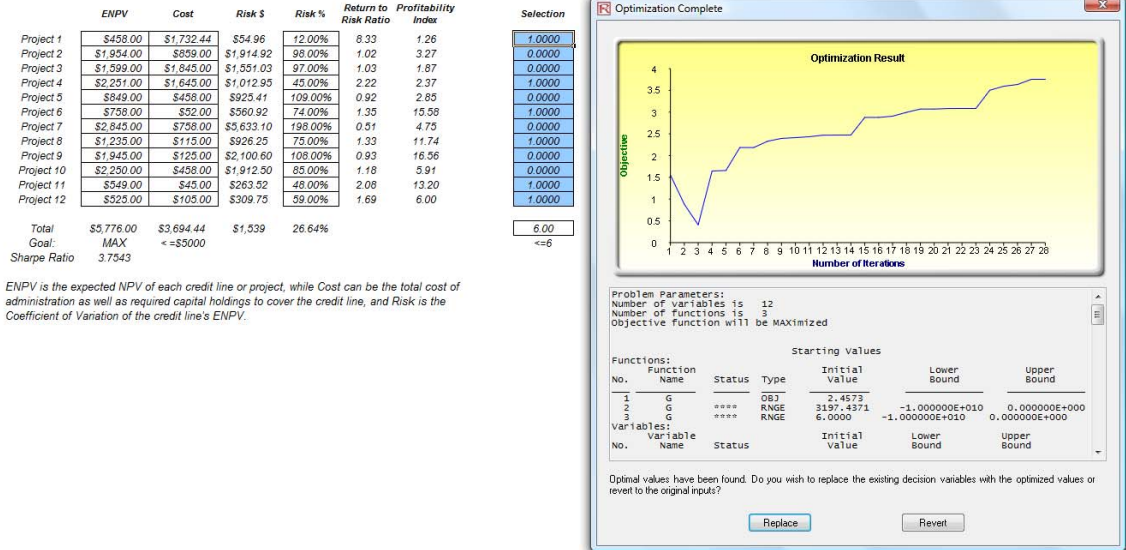 ENPV Cost Risk $ Risk % Return to Risk Ratio Profitability Index Selection
Project 1 $458.00 $1,732.44 $54.96 12.00% 8.33 1.26 1.0000
Project 2 $1,954.00 $859.00 $1,914.92 98.00% 1.02 3.27 0.0000
Project 3 $1,599.00 $1,845.00 $1,551.03 97.00% 1.03 1.87 0.0000
Project 4 $2,251.00 $1,645.00 $1,012.95 45.00% 2.22 2.37 1.0000
Project 5 $849.00 $458.00 $925.41 109.00% 0.92 2.85 0.0000
Project 6 $758.00 $52.00 $560.92 74.00% 1.35 15.58 1.0000
Project 7 $2,845.00 $758.00 $5,633.10 198.00% 0.51 4.75 0.0000
Project 8 $1,235.00 $115.00 $926.25 75.00% 1.33 11.74 1.0000
Project 9 $1,945.00 $125.00 $2,100.60 108.00% 0.93 16.56 0.0000
Project 10 $2,250.00 $458.00 $1,912.50 85.00% 1.18 5.91 0.0000
Project 11 $549.00 $45.00 $263.52 48.00% 2.08 13.20 1.0000
Project 12 $525.00 $105.00 $309.75 59.00% 1.69 6.00 1.0000
Total $5,776.00 $3,694.44 $1,539 26.64% 6.00
Goal: MAX <=$5000 <=6
Sharpe Ratio 3.7543
ENPV is the expected NPV of each credit line or project, while Cost can be the total cost of
administration as well as required capital holdings to cover the credit line, and Risk is the
Coefficient of Variation of the credit line's ENPV.
R Optimization Complete
Optimization Result
Objective
4
3.5
3
2.5
2
1.5
1
0.5
0
1 2 3 4 5 6 7 8 9 10 11 12 13 14 15 16 17 18 19 20 21 22 23 24 25 26 27 28
Number of Iterations
Problem Parameters:
Number of variables is 12
Number of functions is 3
Objective function will be MAXimized
Starting Values
Functions:
Function Initial Lower Upper
No. Name Status Type Value Bound Bound
1 G OBJ 2.4573
2 G **** RNGE 3197.4371 -1.000000E+010 0.000000E+000
3 G **** RNGE 6.0000 -1.000000E+010 0.000000E+000
Variables:
Variable Initial Lower Upper
No. Name Status Value Bound Bound
Optimal values have been found. Do you wish to replace the existing decision variables with the optimized values or
revert to the original inputs?
Replace Revert